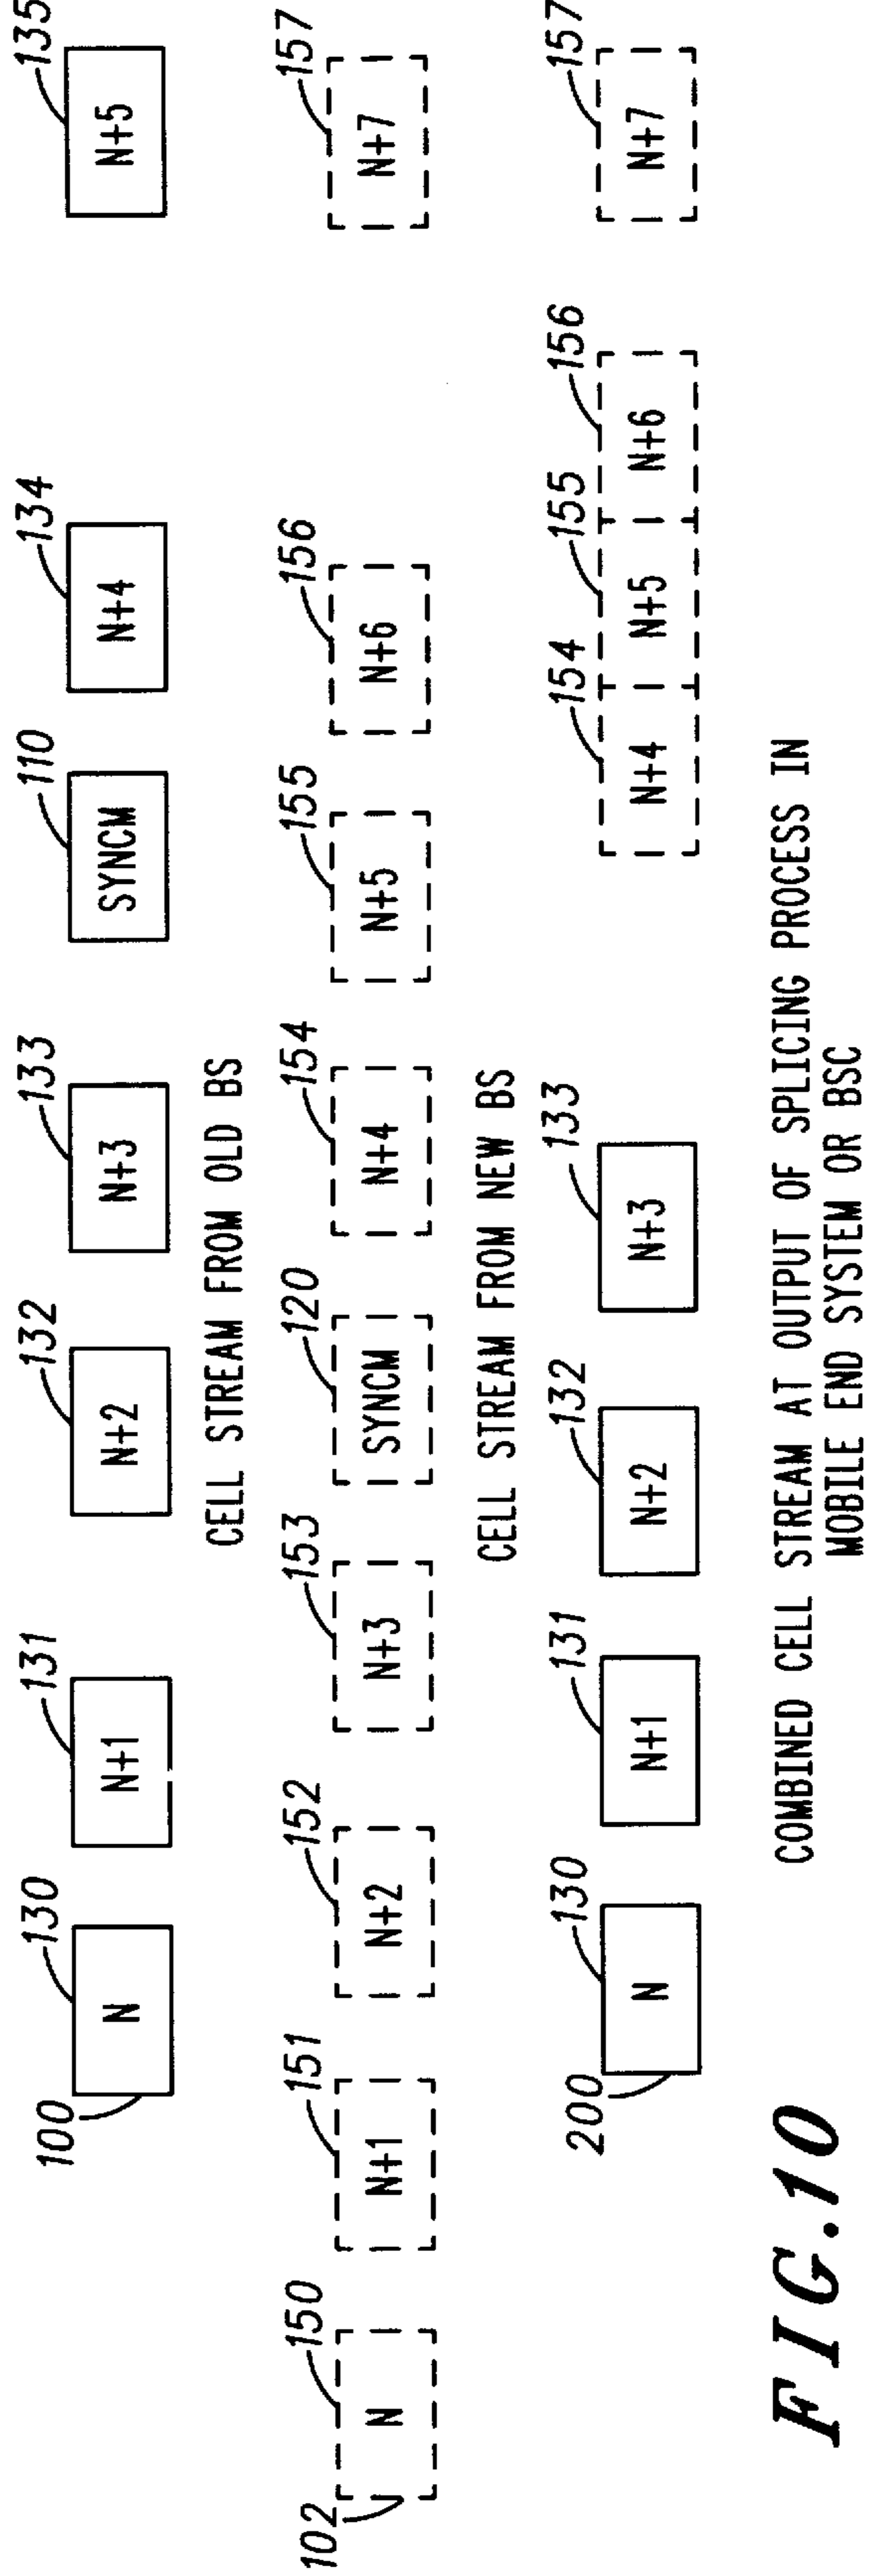 130 131 132 133 110 134 135
100 N N+1 N+2 N+3 SYNCM N+4 N+5
CELL STREAM FROM OLD BS
150 151 152 153 120 154 155 156 157
102 N N+1 N+2 N+3 SYNCM N+4 N+5 N+6 N+7
CELL STREAM FROM NEW BS
130 131 132 133 154 155 156 157
200 N N+1 N+2 N+3 N+4 N+5 N+6 N+7
COMBINED CELL STREAM AT OUTPUT OF SPLICING PROCESS IN
MOBILE END SYSTEM OR BSC
FIG.10